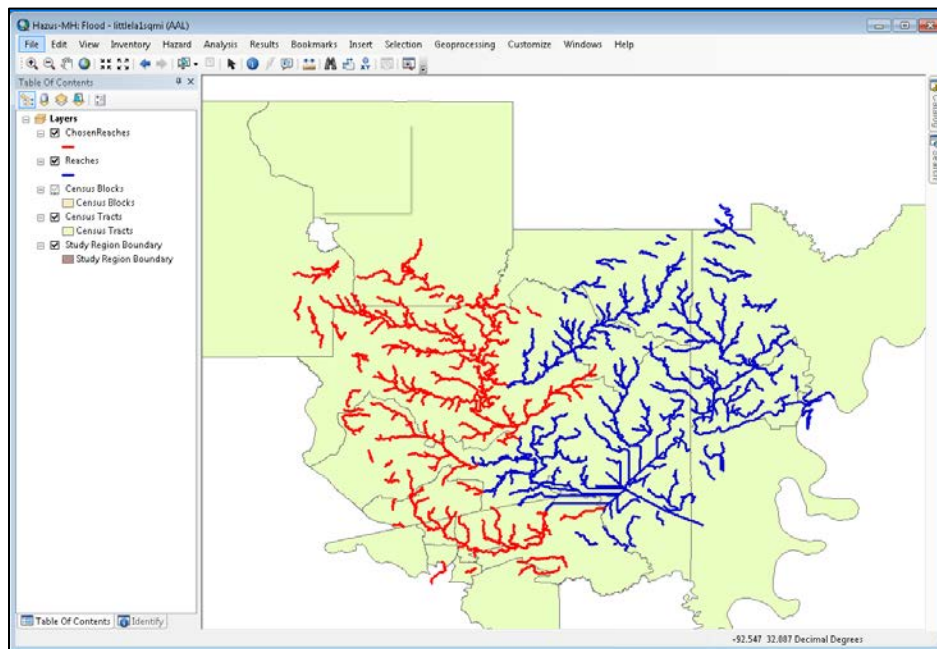 Hazus-MH: Flood - littlela1sqmi (AAL)
File Edit View Inventory Hazard Analysis Results Bookmarks Insert Selection Geoprocessing Customize Windows Help
Table Of Contents
Layers
ChosenReaches
Reaches
Census Blocks
Census Blocks
Census Tracts
Census Tracts
Study Region Boundary
Study Region Boundary
Table Of Contents Identify
-92.547 32.887 Decimal Degrees